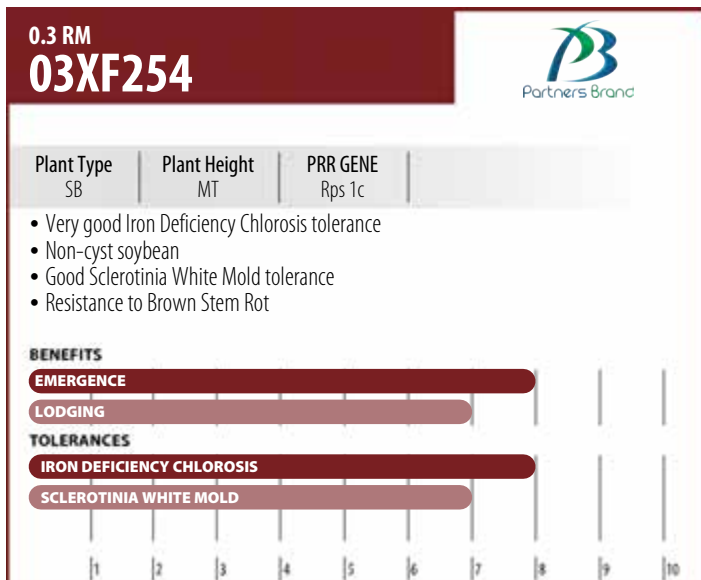 0.3 RM
03XF254
Partners Brand
Plant Type Plant Height PRR GENE
SB MT Rps 1c
• Very good Iron Deficiency Chlorosis tolerance
• Non-cyst soybean
• Good Sclerotinia White Mold tolerance
• Resistance to Brown Stem Rot
BENEFITS
EMERGENCE
LODGING
TOLERANCES
IRON DEFICIENCY CHLOROSIS
SCLEROTINIA WHITE MOLD
1 2 3 4 5 6 7 8 9 10